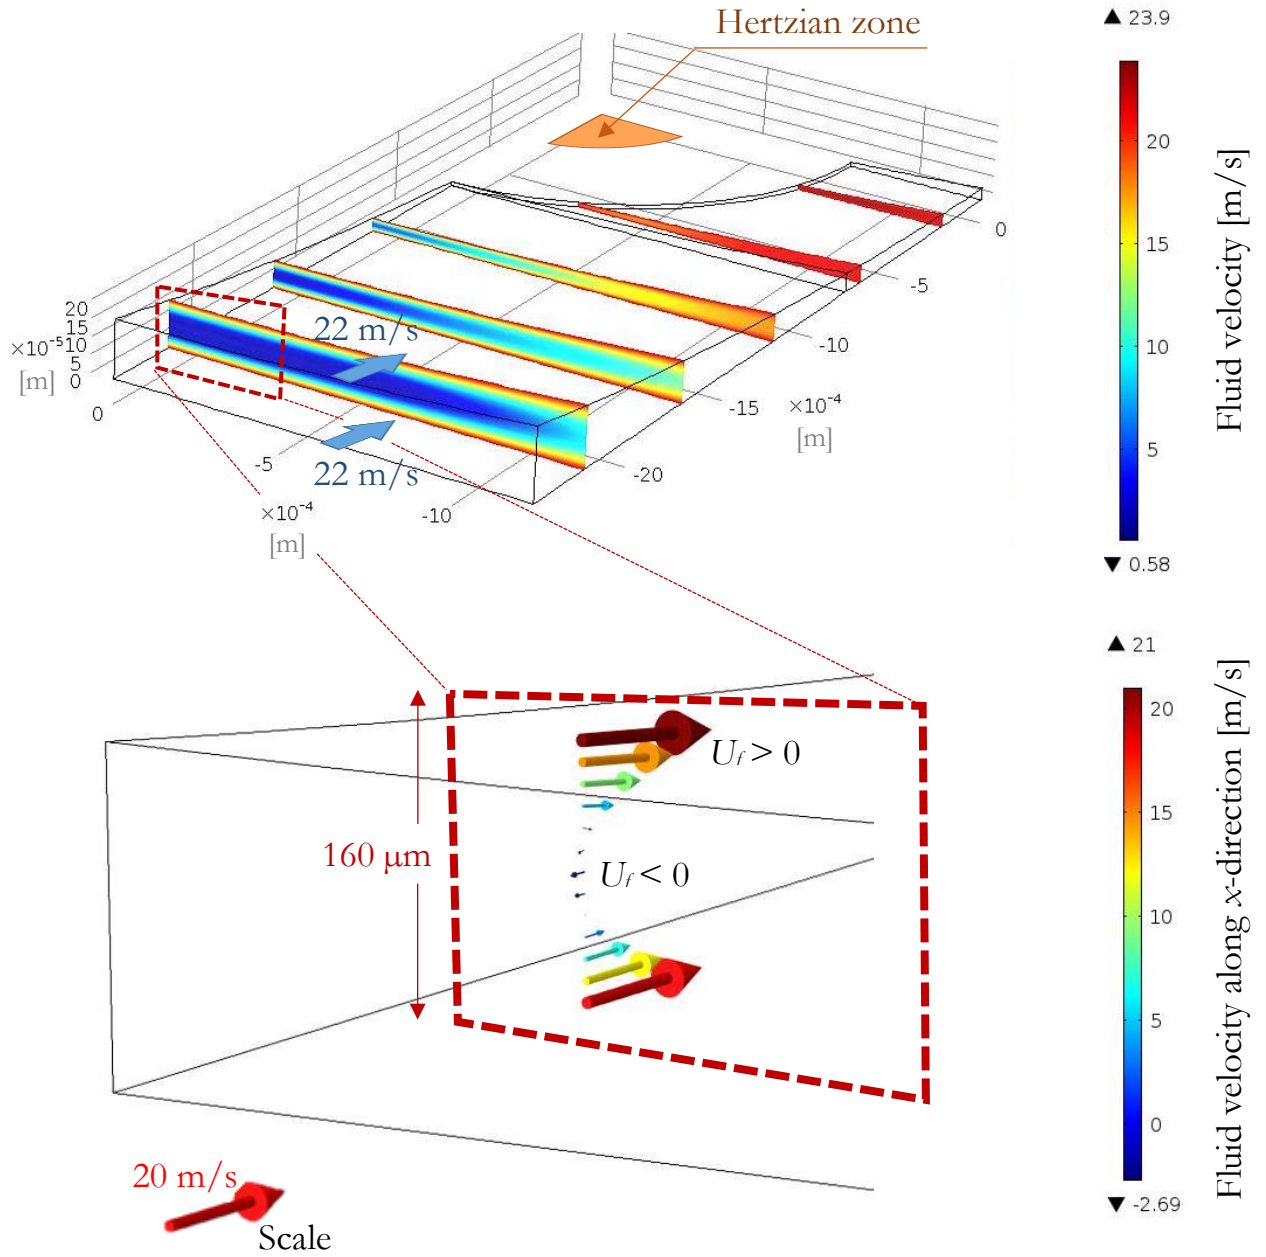 Hertzian zone
▲ 23.9
20
15
10
5
▼ 0.58
Fluid velocity [m/s]
0
-5
-10
-15
×10⁻⁴
[m]
-20
20
15
×10⁻⁵
10
5
[m]
0
0
-5
×10⁻⁴
[m]
-10
22 m/s
22 m/s
▲ 21
20
15
10
5
0
▼ -2.69
Fluid velocity along x-direction [m/s]
U_f > 0
160 µm
U_f < 0
20 m/s
Scale